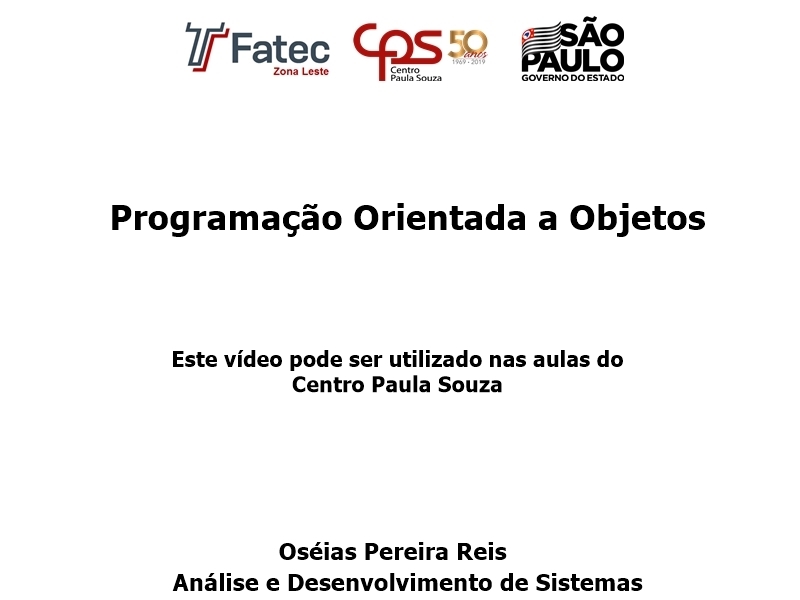 Fatec
Zona Leste
CPS
Centro
Paula Souza
50
anos
1969 - 2019
SÃO
PAULO
GOVERNO DO ESTADO
Programação Orientada a Objetos
Este vídeo pode ser utilizado nas aulas do
Centro Paula Souza
Oséias Pereira Reis
Análise e Desenvolvimento de Sistemas